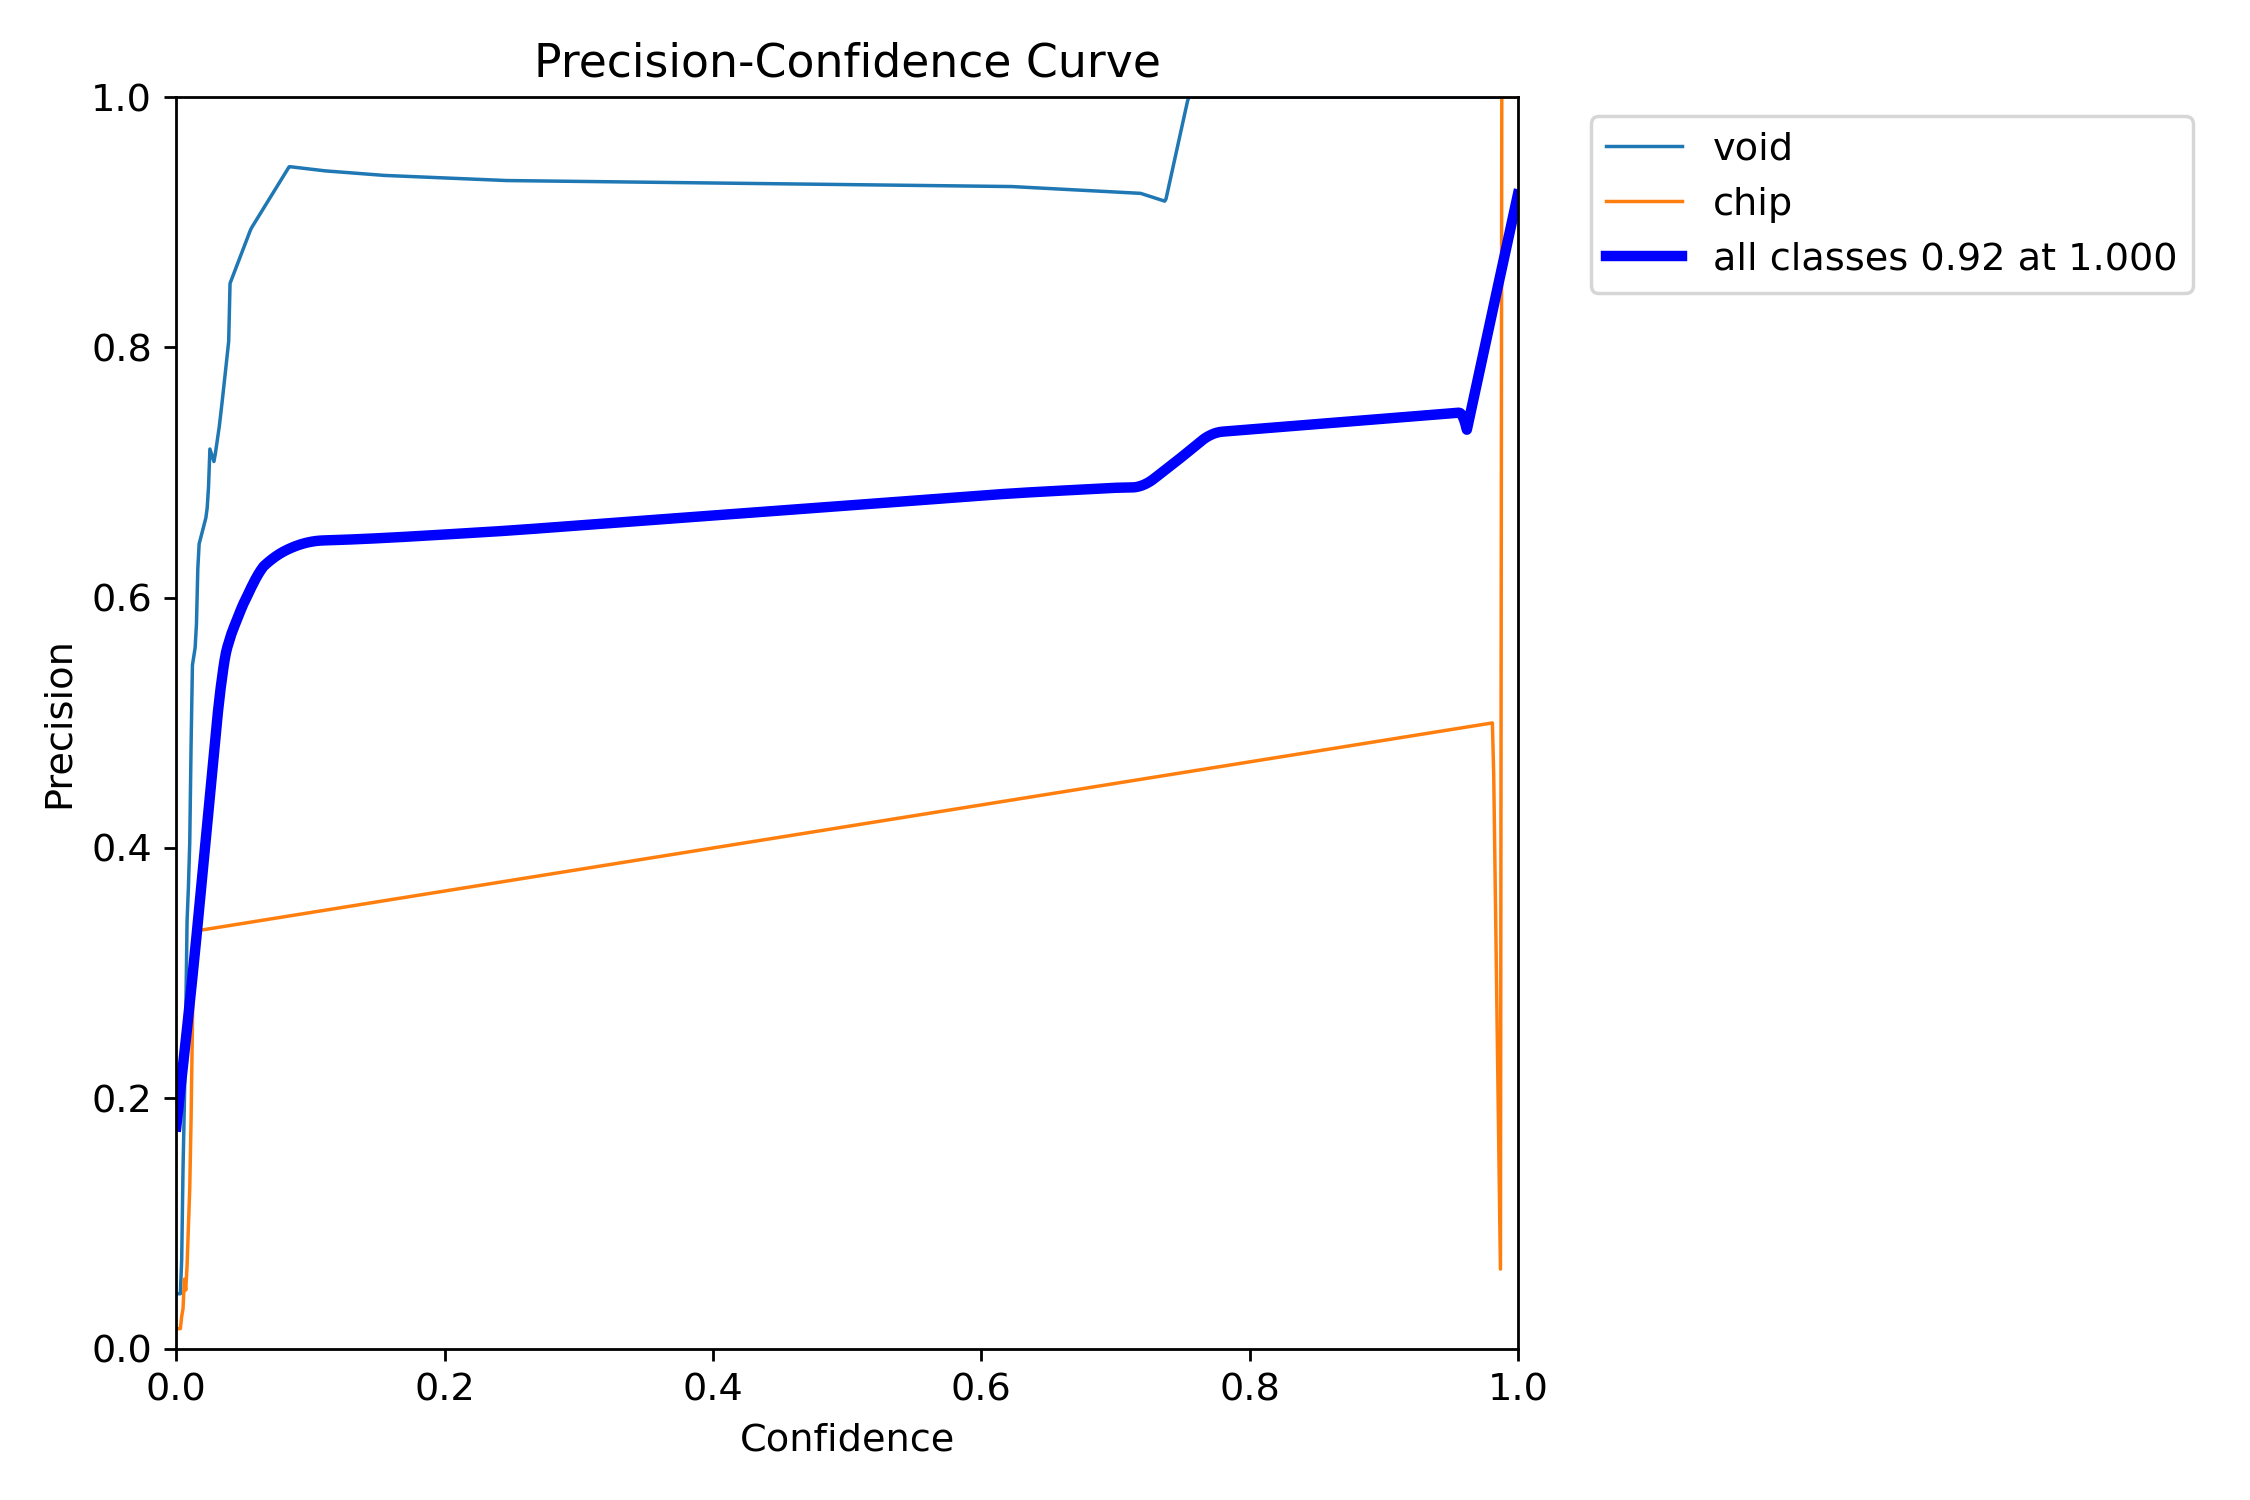 Precision-Confidence Curve
void
chip
all classes 0.92 at 1.000
Precision
1.0
0.8
0.6
0.4
0.2
0.0
0.0 0.2 0.4 0.6 0.8 1.0
Confidence